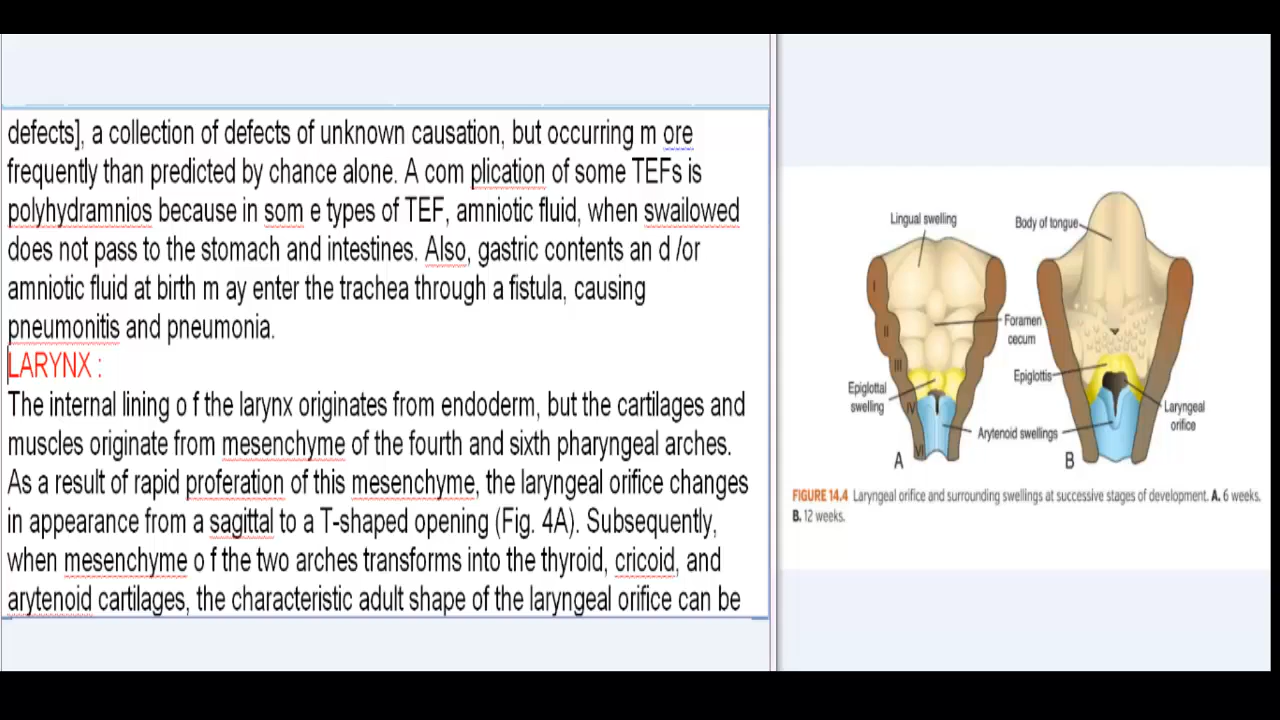 defects], a collection of defects of unknown causation, but occurring m ore
frequently than predicted by chance alone. A com plication of some TEFs is
polyhydramnios because in som e types of TEF, amniotic fluid, when swailowed
does not pass to the stomach and intestines. Also, gastric contents an d /or
amniotic fluid at birth m ay enter the trachea through a fistula, causing
pneumonitis and pneumonia.
LARYNX :
The internal lining o f the larynx originates from endoderm, but the cartilages and
muscles originate from mesenchyme of the fourth and sixth pharyngeal arches.
As a result of rapid proferation of this mesenchyme, the laryngeal orifice changes
in appearance from a sagittal to a T-shaped opening (Fig. 4A). Subsequently,
when mesenchyme o f the two arches transforms into the thyroid, cricoid, and
arytenoid cartilages, the characteristic adult shape of the laryngeal orifice can be
Lingual swelling
Body of tongue
I
II
III
IV
VI
Foramen
cecum
Epiglottal
swelling
Epiglottis
Laryngeal
orifice
Arytenoid swellings
A
B
FIGURE 14.4 Laryngeal orifice and surrounding swellings at successive stages of development. A. 6 weeks.
B. 12 weeks.